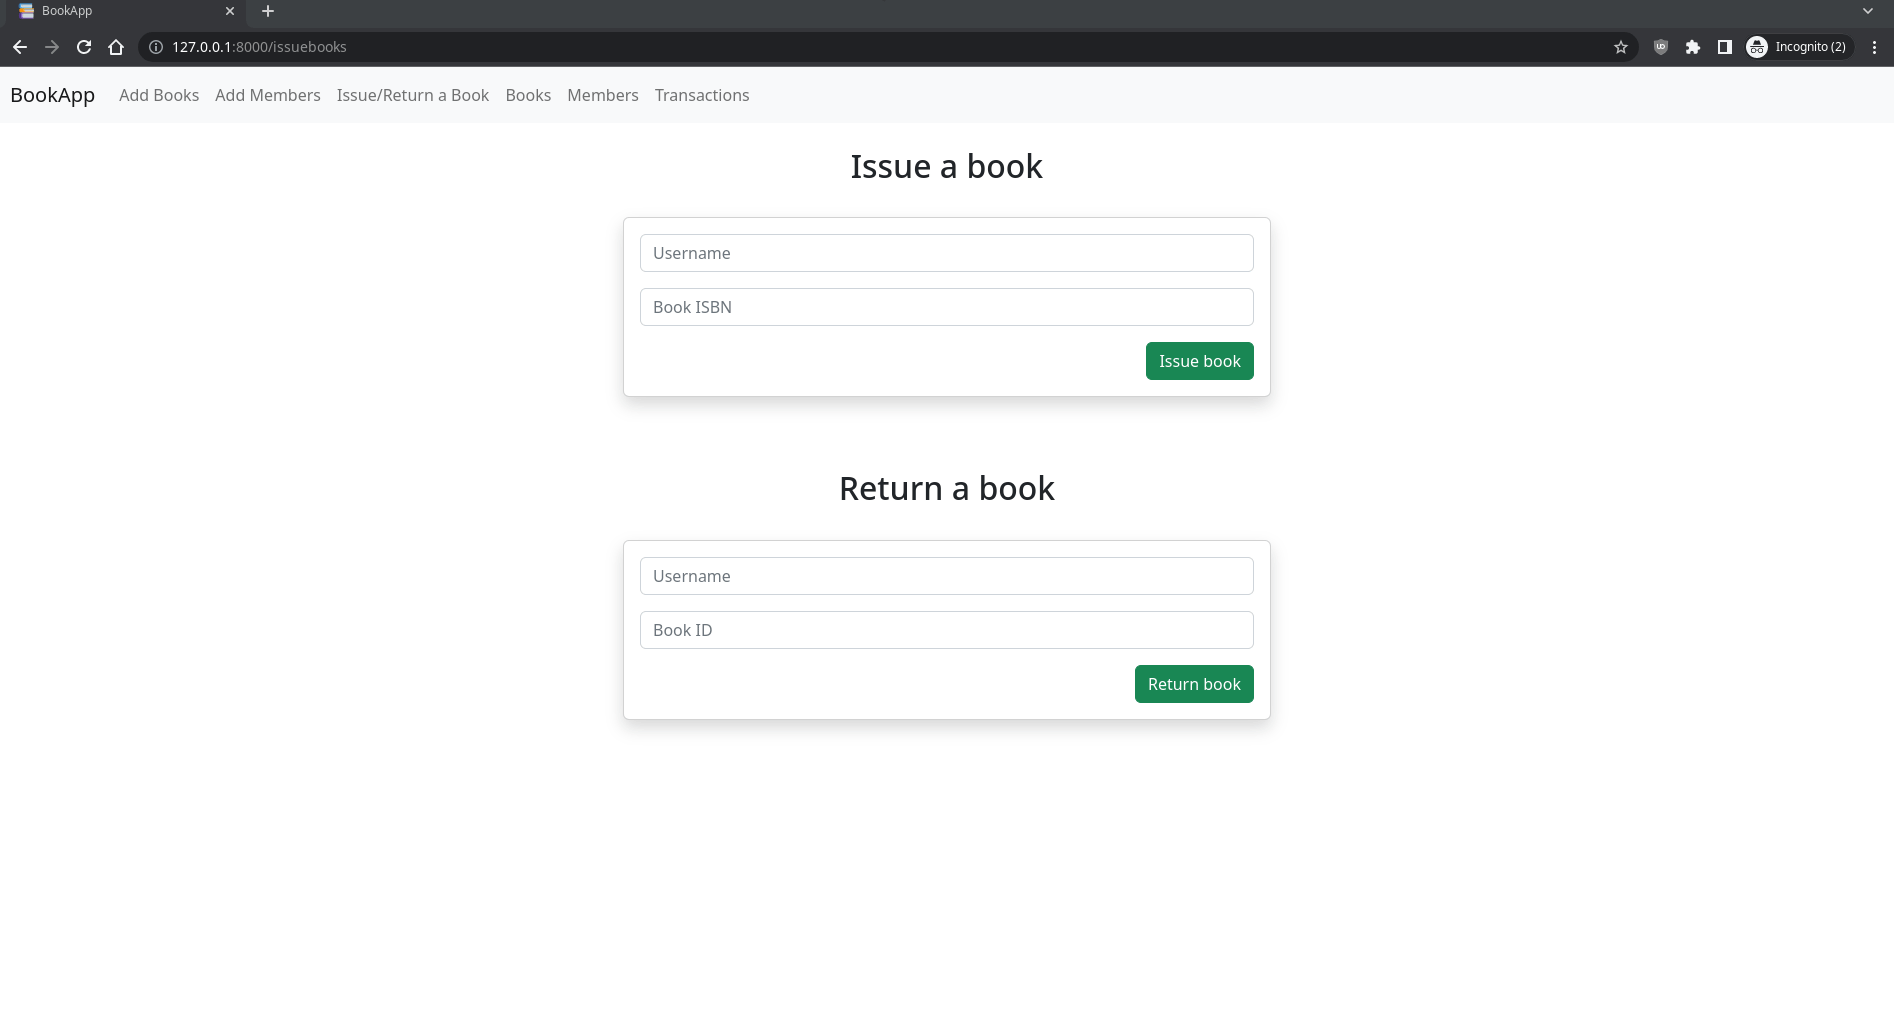 BookApp
127.0.0.1:8000/issuebooks
Incognito (2)
BookApp Add Books Add Members Issue/Return a Book Books Members Transactions
Issue a book
Username
Book ISBN
Issue book
Return a book
Username
Book ID
Return book